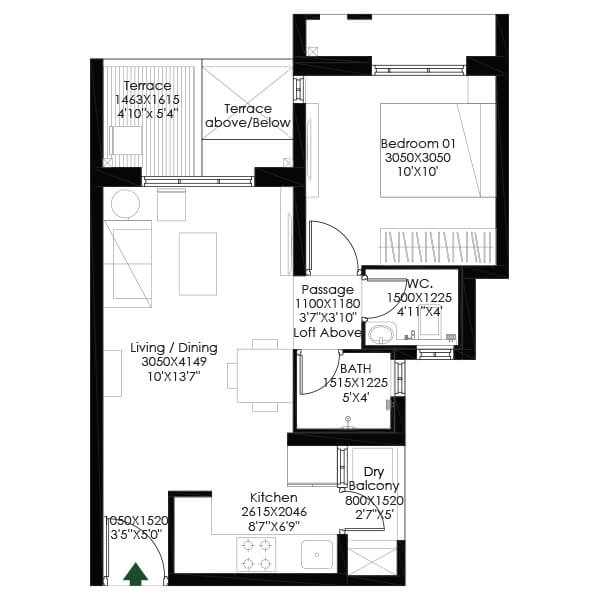 Terrace
1463X1615
4'10"x 5'4"
Terrace
above/Below
Bedroom 01
3050X3050
10'X10'
Passage
1100X1180
3'7"X3'10"
Loft Above
WC.
1500X1225
4'11"X4'
Living / Dining
3050X4149
10'X13'7"
BATH
1515X1225
5'X4'
Dry
Balcony
800X1520
2'7"X5'
Kitchen
2615X2046
8'7"X6'9"
1050X1520
3'5"X5'0"